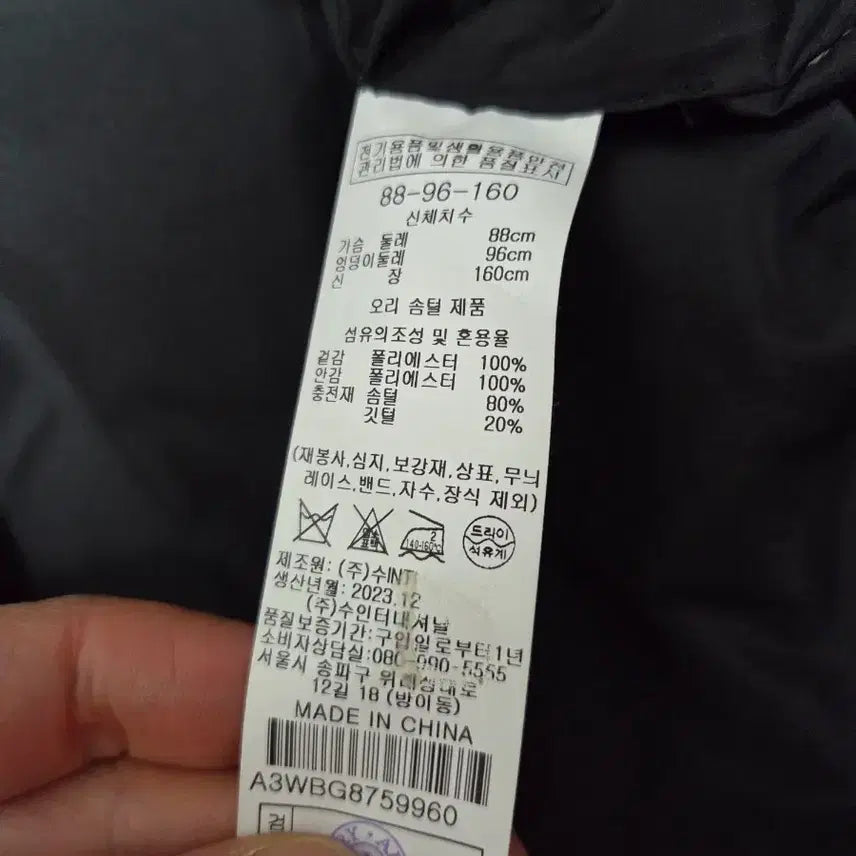 전기용품및생활용품안전
관리법에 의한 품질표시
88-96-160
신체치수
가슴 둘레 88cm
엉덩이둘레 96cm
신 장 160cm
오리 솜털 제품
섬유의조성 및 혼용율
겉감 폴리에스터 100%
안감 폴리에스터 100%
충전재 솜털 80%
깃털 20%
(재봉사,심지,보강재,상표,무늬
레이스,밴드,자수,장식 제외)
염소 표백
2
140-160℃
드라이
석유계
제조원: (주)수INT
생산년월: 2023.12
(주)수인터내셔널
품질보증기간:구입일로부터1년
소비자상담실:080-990-5555
서울시 송파구 위례성대로
12길 18 (방이동)
MADE IN CHINA
A3WBG8759960
검